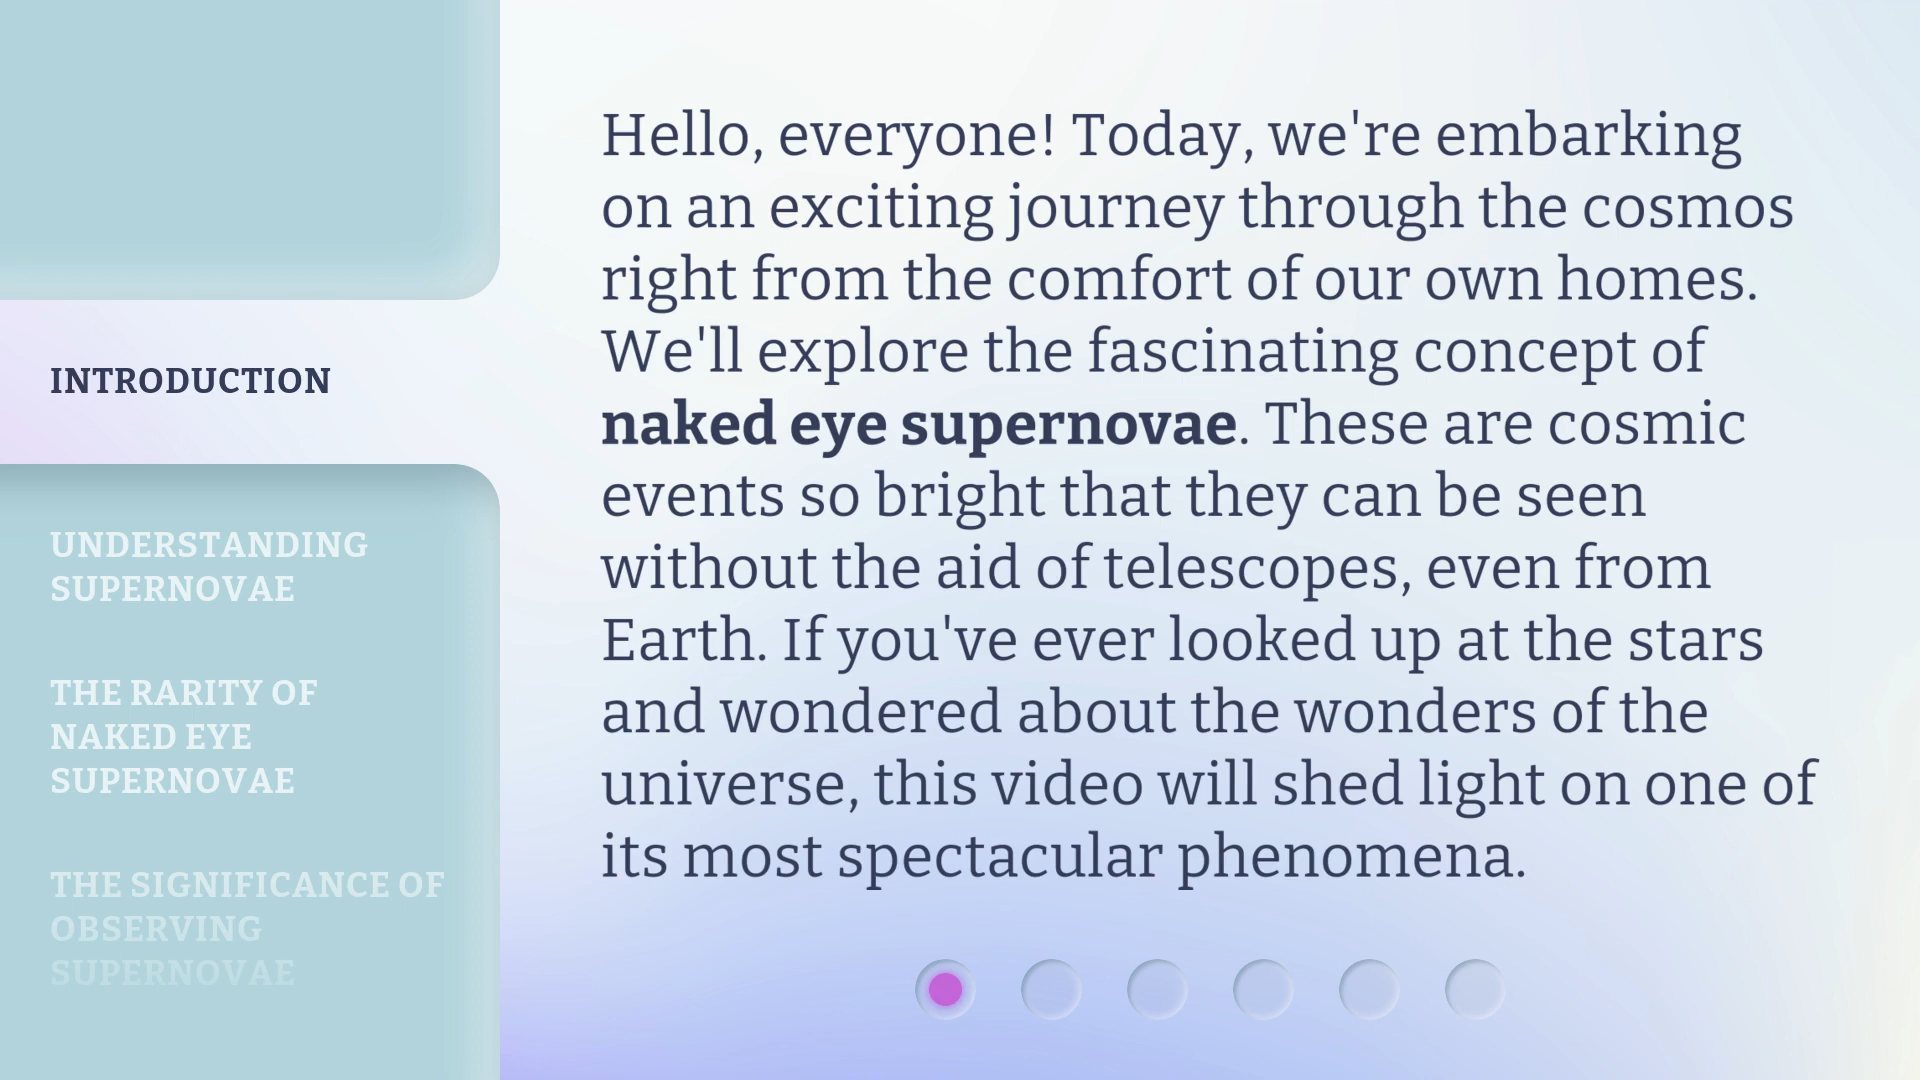 INTRODUCTION
UNDERSTANDING
SUPERNOVAE
THE RARITY OF
NAKED EYE
SUPERNOVAE
THE SIGNIFICANCE OF
OBSERVING
SUPERNOVAE
Hello, everyone! Today, we're embarking
on an exciting journey through the cosmos
right from the comfort of our own homes.
We'll explore the fascinating concept of
naked eye supernovae. These are cosmic
events so bright that they can be seen
without the aid of telescopes, even from
Earth. If you've ever looked up at the stars
and wondered about the wonders of the
universe, this video will shed light on one of
its most spectacular phenomena.